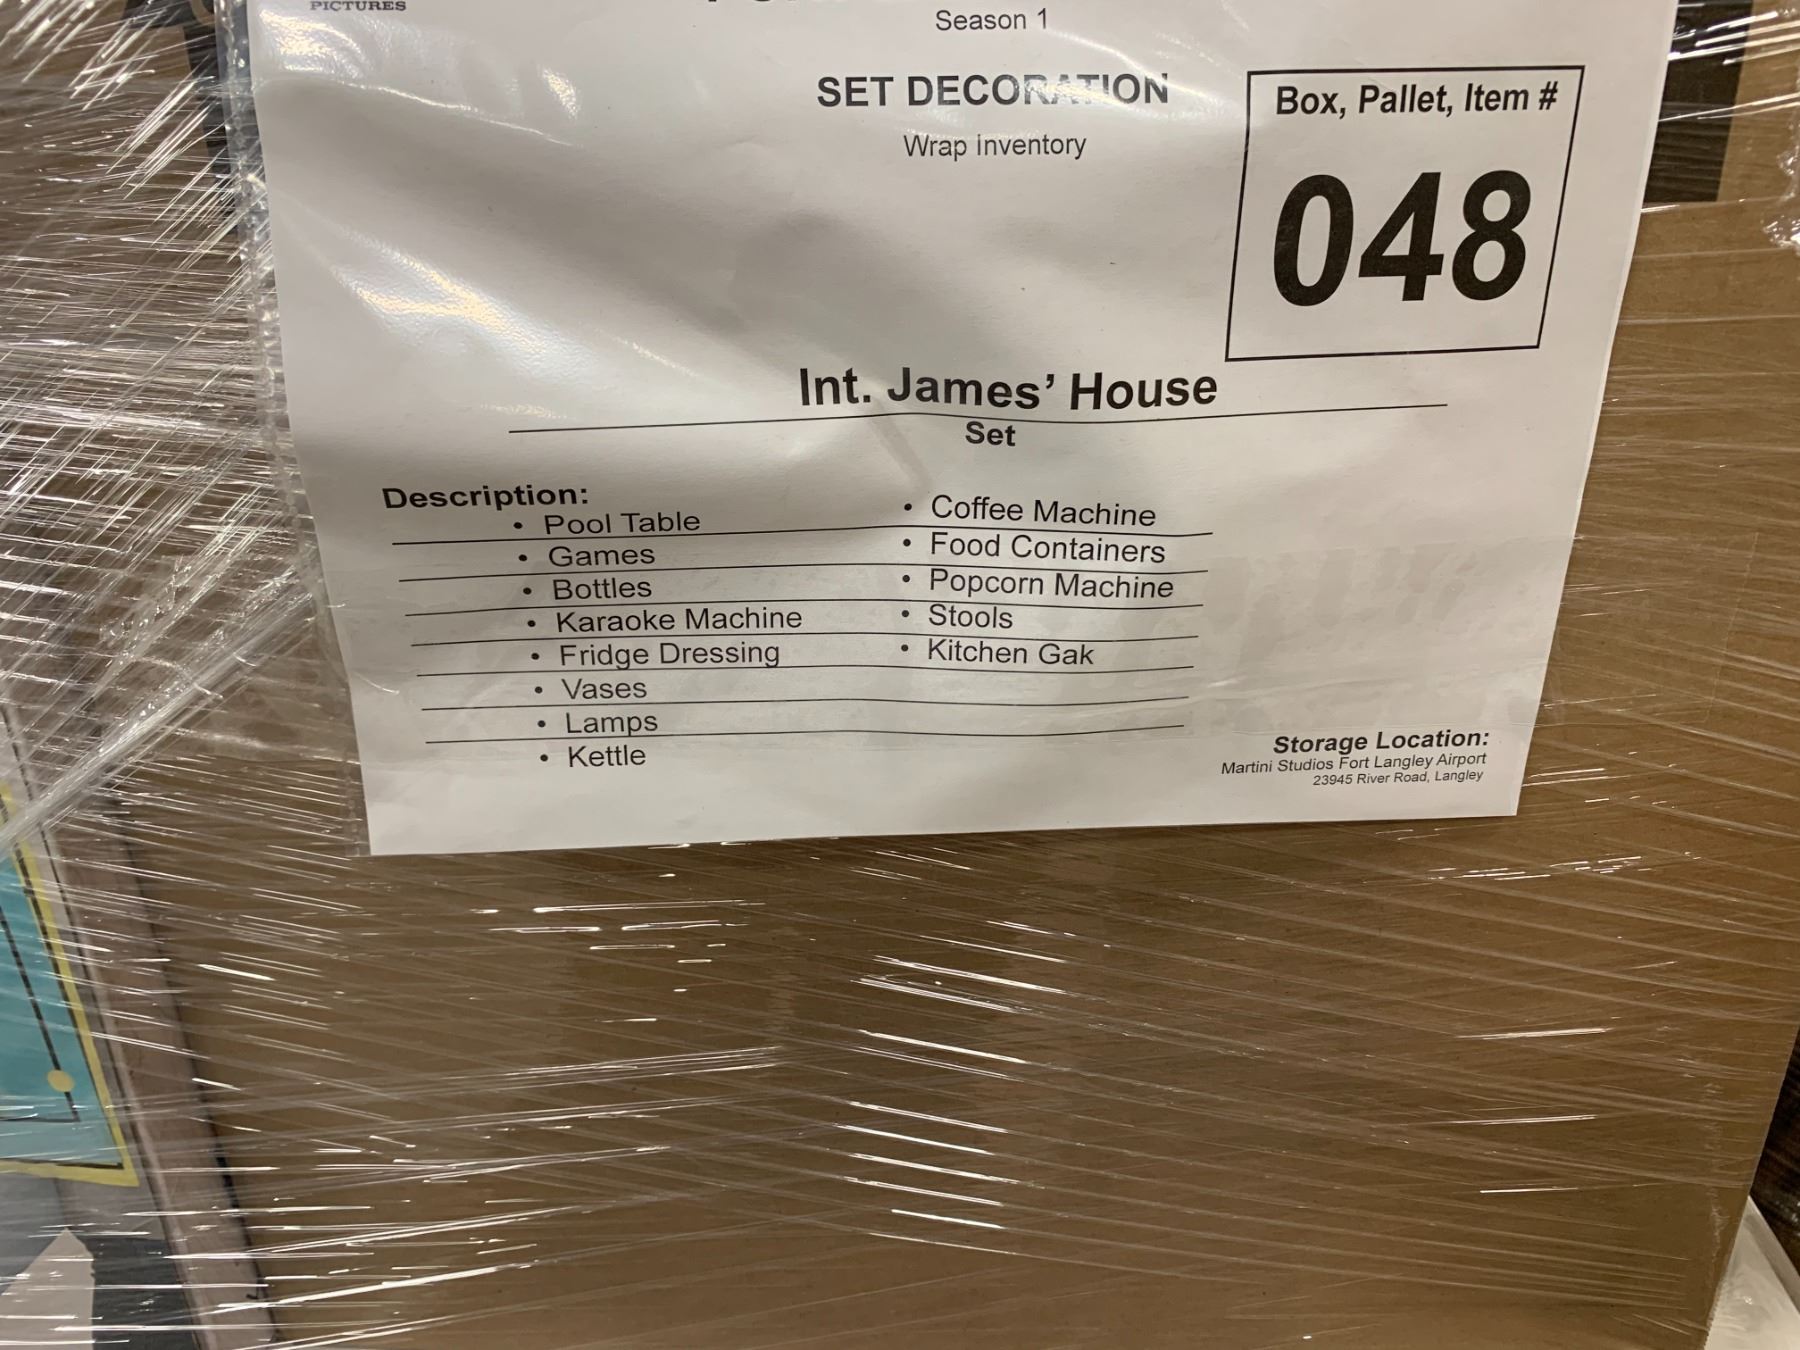 PICTURES
Season 1
SET DECORATION
Wrap Inventory
Box, Pallet, Item #
048
Int. James' House
Set
Description:
• Pool Table
• Games
• Bottles
• Karaoke Machine
• Fridge Dressing
• Vases
• Lamps
• Kettle
• Coffee Machine
• Food Containers
• Popcorn Machine
• Stools
• Kitchen Gak
Storage Location:
Martini Studios Fort Langley Airport
23945 River Road, Langley